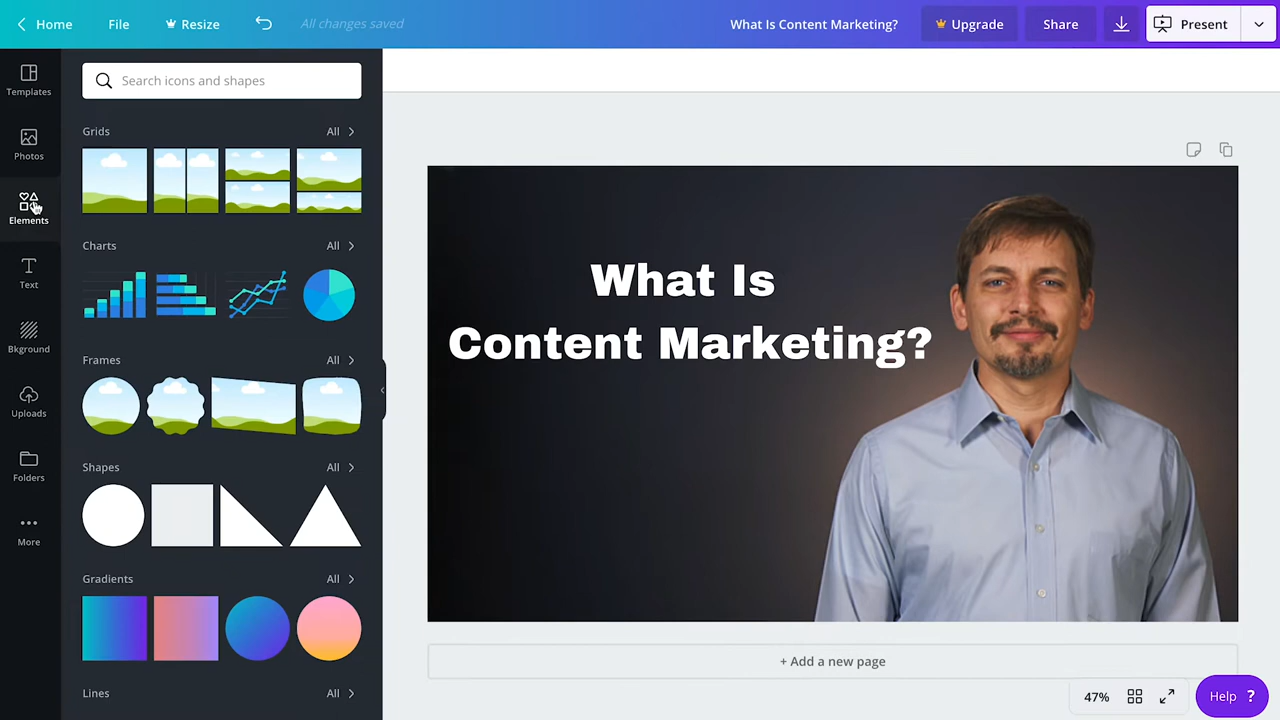 Home
File
Resize
All changes saved
What Is Content Marketing?
Upgrade
Share
Present
Templates
Photos
Elements
Text
Bkground
Uploads
Folders
More
Search icons and shapes
Grids
All
Charts
All
Frames
All
Shapes
All
Gradients
All
Lines
All
What Is
Content Marketing?
+ Add a new page
47%
Help ?